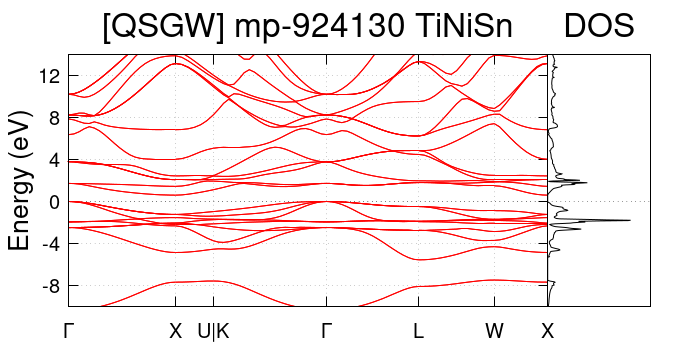 [QSGW] mp-924130 TiNiSn DOS
Energy (eV)
12
8
4
0
-4
-8
Γ X U|K Γ L W X